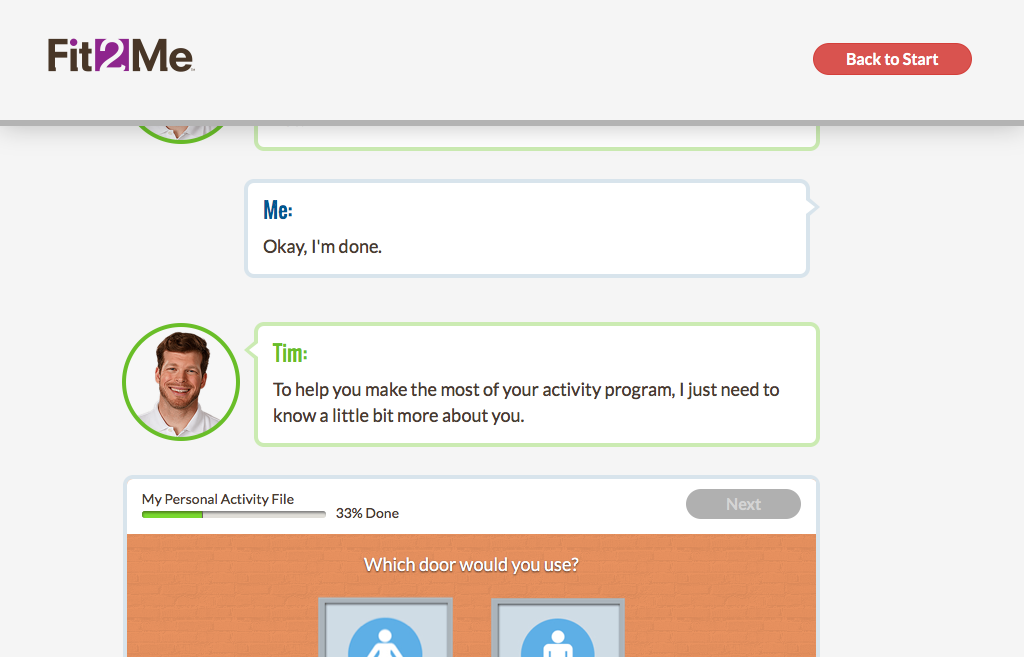 Fit2Me
Back to Start
Me:
Okay, I'm done.
Tim:
To help you make the most of your activity program, I just need to
know a little bit more about you.
My Personal Activity File
33% Done
Next
Which door would you use?